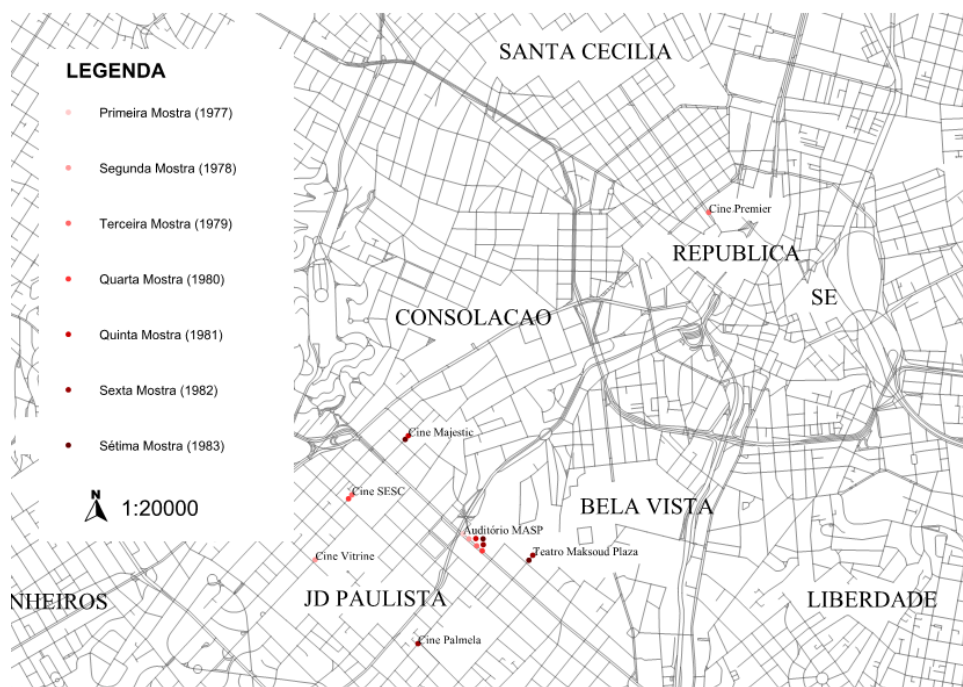 SANTA CECILIA
LEGENDA
Primeira Mostra (1977)
Segunda Mostra (1978)
Terceira Mostra (1979)
Quarta Mostra (1980)
Quinta Mostra (1981)
Sexta Mostra (1982)
Sétima Mostra (1983)
N
1:20000
Cine Premier
REPUBLICA
SE
CONSOLACAO
Cine Majestic
Cine SESC
BELA VISTA
Auditório MASP
Teatro Maksoud Plaza
Cine Vitrine
NHEIROS
JD PAULISTA
LIBERDADE
Cine Palmela